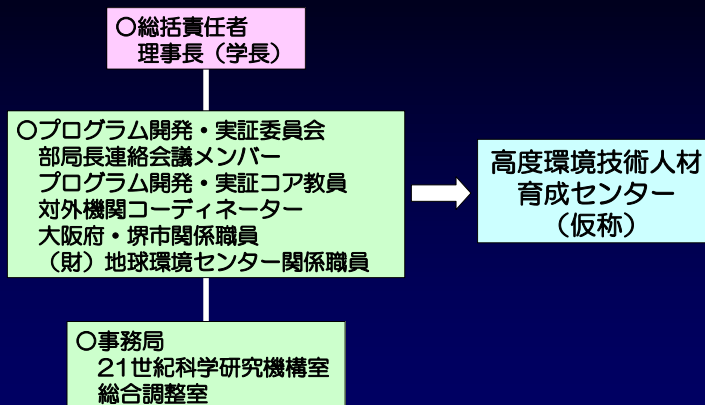 〇総括責任者
理事長（学長）
〇プログラム開発・実証委員会
部局長連絡会議メンバー
プログラム開発・実証コア教員
対外機関コーディネーター
大阪府・堺市関係職員
（財）地球環境センター関係職員
高度環境技術人材
育成センター
（仮称）
〇事務局
21世紀科学研究機構室
総合調整室